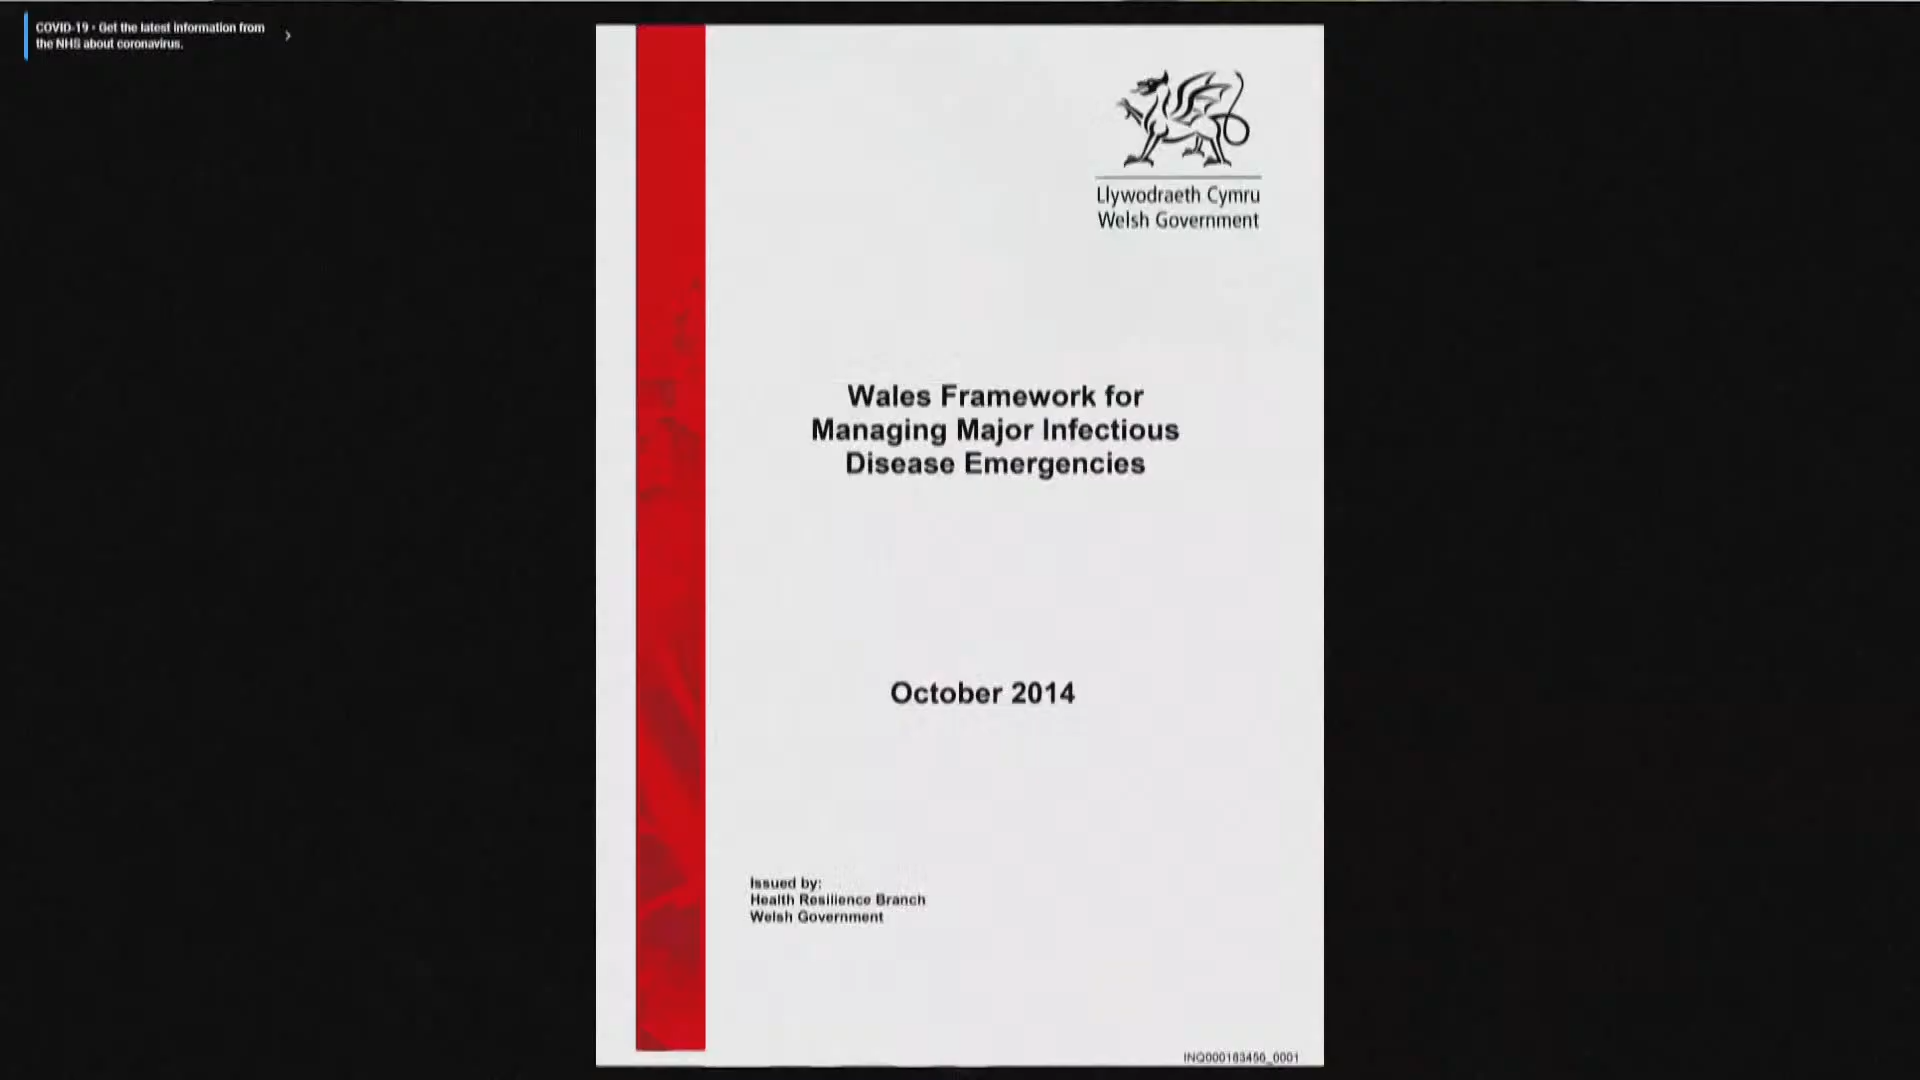 COVID-19 • Get the latest information from
the NHS about coronavirus.
Llywodraeth Cymru
Welsh Government
Wales Framework for
Managing Major Infectious
Disease Emergencies
October 2014
Issued by:
Health Resilience Branch
Welsh Government